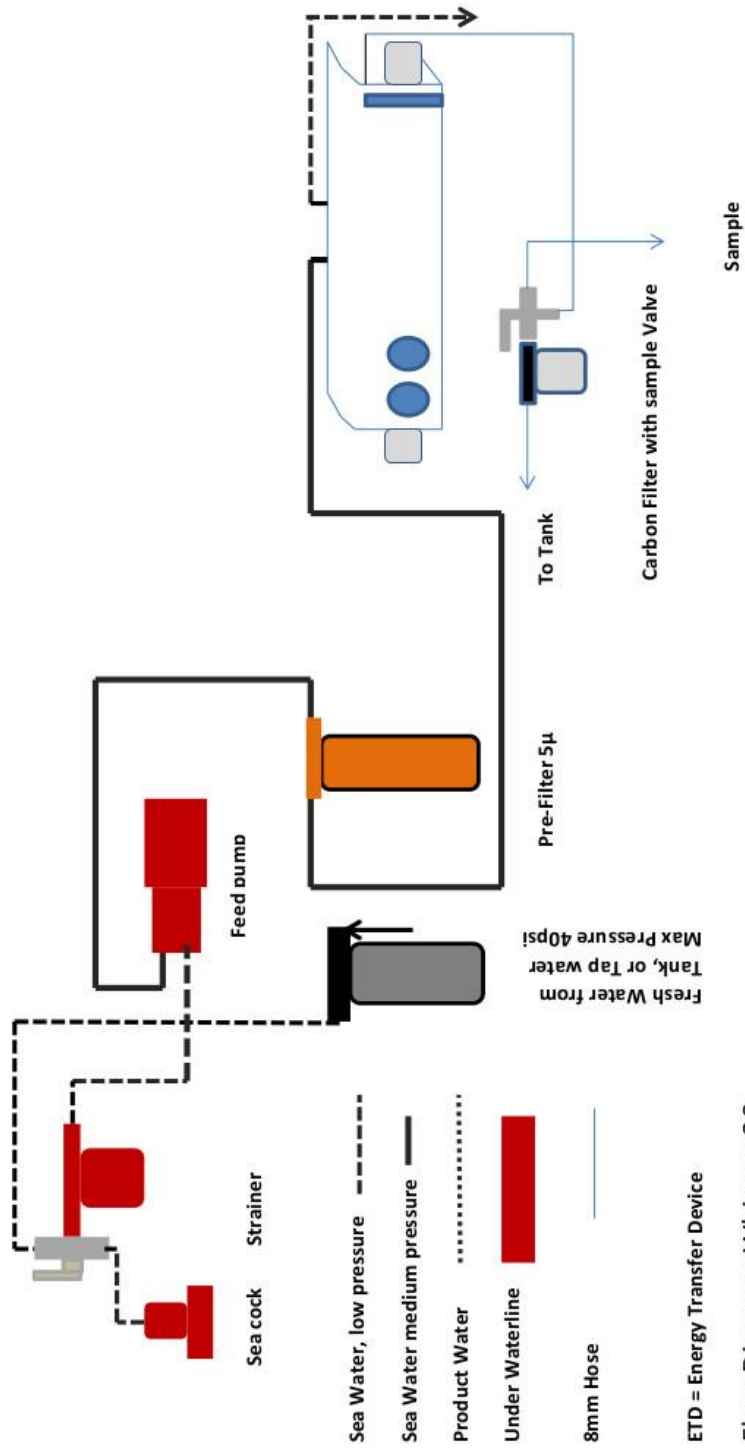 Sea cock
Strainer
Feed pump
Fresh Water from
Tank, or Tap water
Max Pressure 40psi
Pre-Filter 5µ
To Tank
Carbon Filter with sample Valve
Sample
Sea Water, low pressure
Sea Water medium pressure
Product Water
Under Waterline
8mm Hose
ETD = Energy Transfer Device